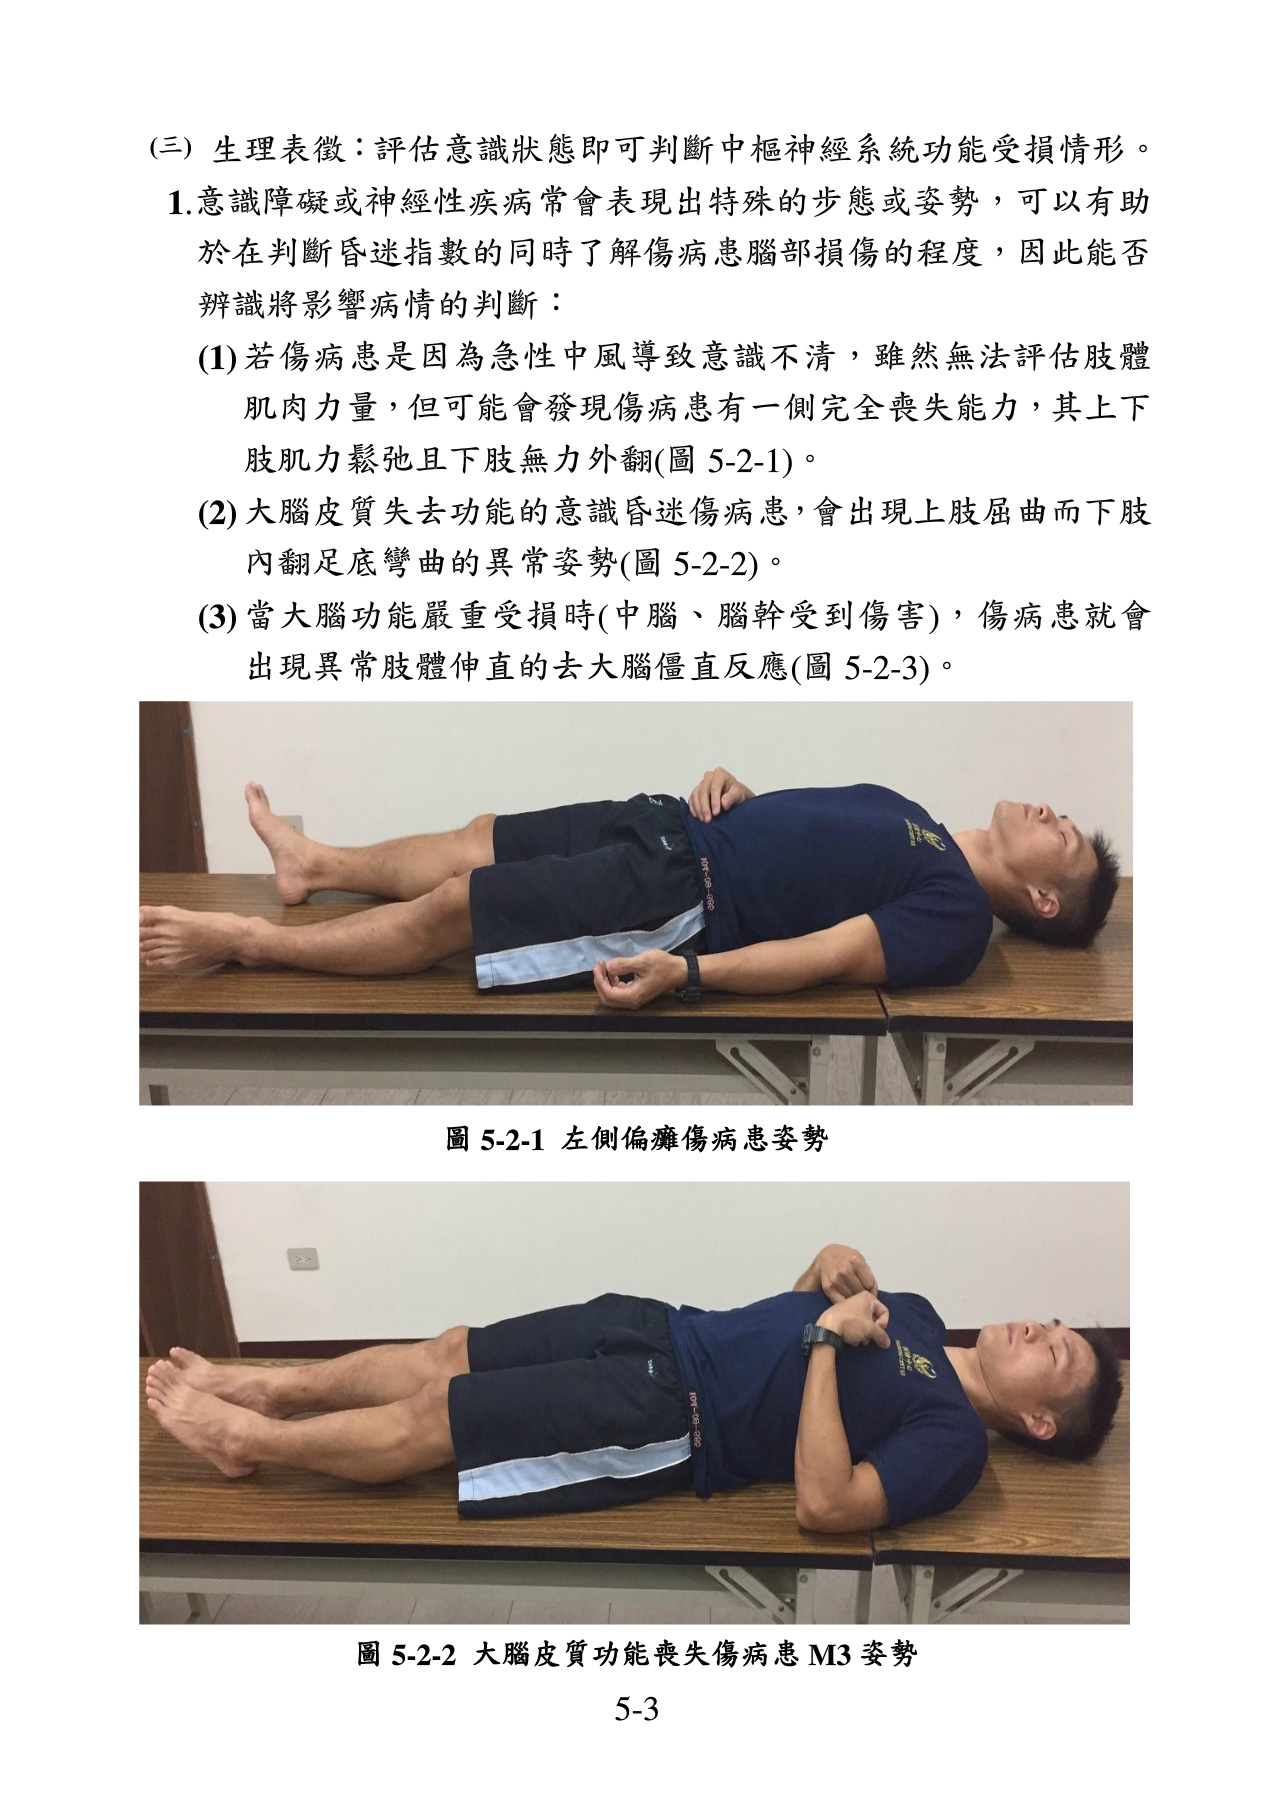 (三) 生理表徵：評估意識狀態即可判斷中樞神經系統功能受損情形。
1.意識障礙或神經性疾病常會表現出特殊的步態或姿勢，可以有助
於在判斷昏迷指數的同時了解傷病患腦部損傷的程度，因此能否
辨識將影響病情的判斷：
(1)若傷病患是因為急性中風導致意識不清，雖然無法評估肢體
肌肉力量，但可能會發現傷病患有一側完全喪失能力，其上下
肢肌力鬆弛且下肢無力外翻(圖 5-2-1)。
(2)大腦皮質失去功能的意識昏迷傷病患，會出現上肢屈曲而下肢
內翻足底彎曲的異常姿勢(圖 5-2-2)。
(3)當大腦功能嚴重受損時(中腦、腦幹受到傷害)，傷病患就會
出現異常肢體伸直的去大腦僵直反應(圖 5-2-3)。
圖 5-2-1 左側偏癱傷病患姿勢
圖 5-2-2 大腦皮質功能喪失傷病患 M3 姿勢
5-3